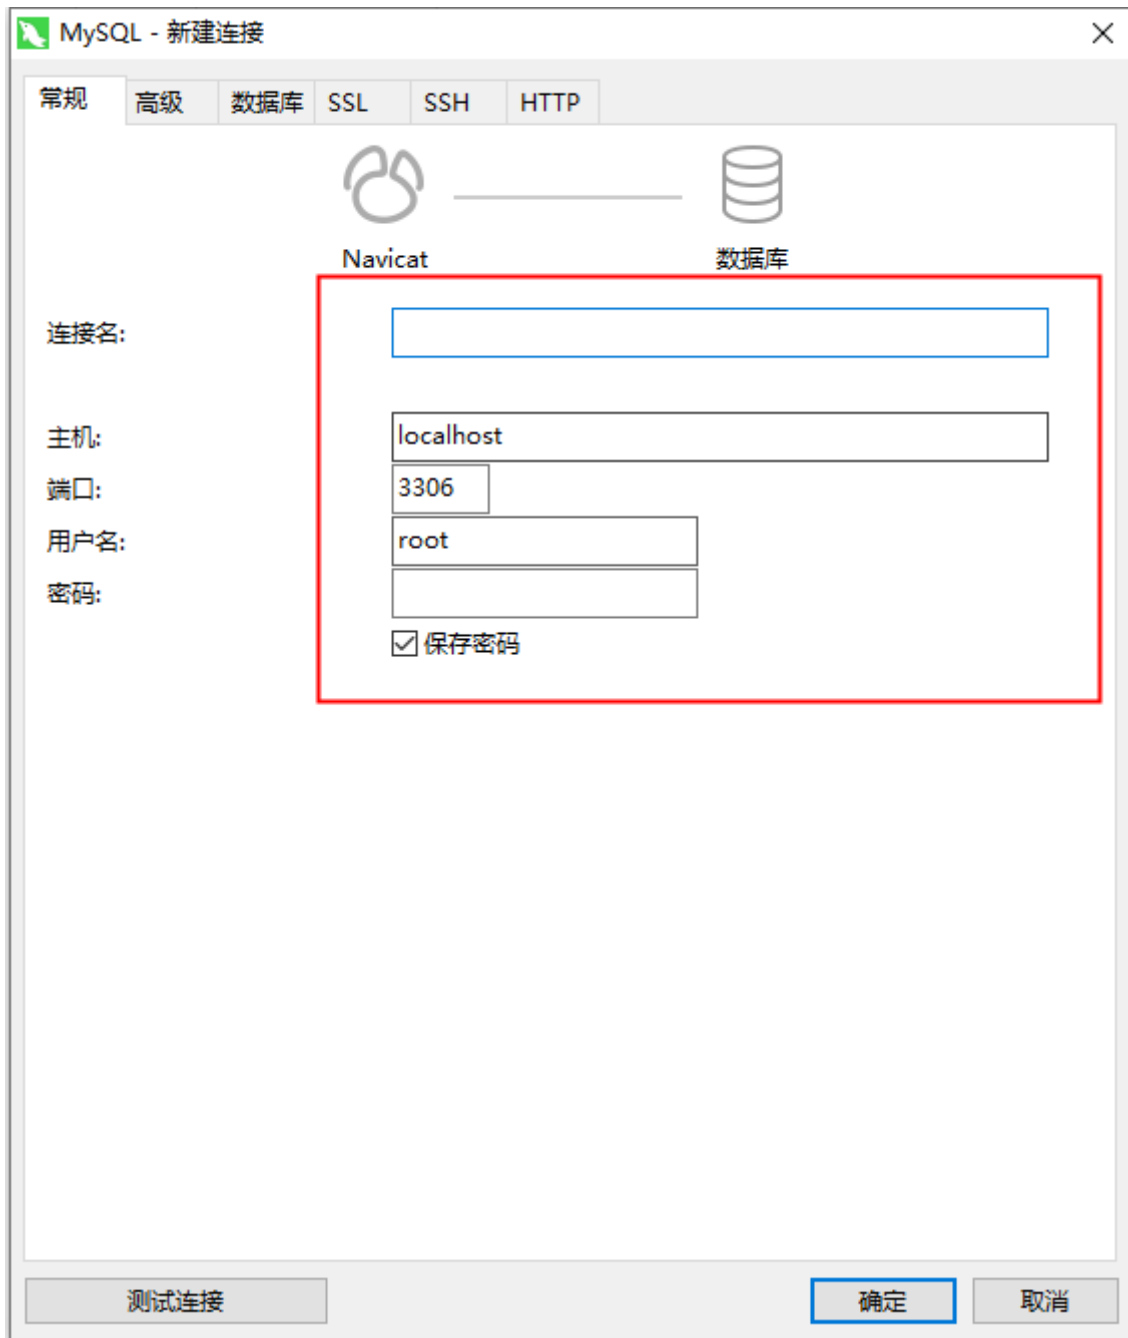 MySQL - 新建连接
常规 高级 数据库 SSL SSH HTTP
Navicat 数据库
连接名:
主机: localhost
端口: 3306
用户名: root
密码:
保存密码
测试连接 确定 取消